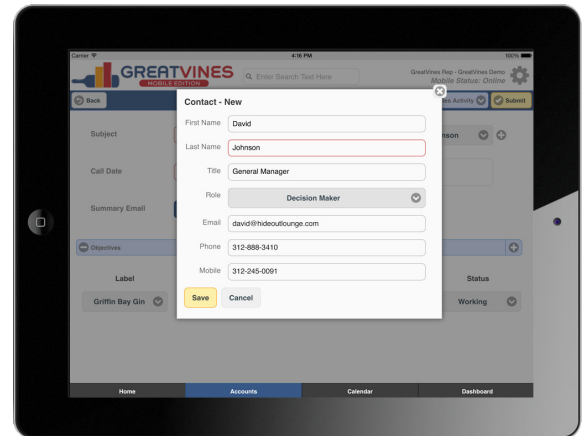 Carrier
4:16 PM
100%
GREATVINES
MOBILE EDITION
Enter Search Text Here
GreatVines Rep - GreatVines Demo
Mobile Status: Online
Back
Activity
Submit
Contact - New
First Name David
Last Name Johnson
Title General Manager
Role Decision Maker
Email david@hideoutlounge.com
Phone 312-888-3410
Mobile 312-245-0091
Save Cancel
Subject
nson
Call Date
Summary Email
Objectives
Label
Status
Griffin Bay Gin
Working
Home
Accounts
Calendar
Dashboard